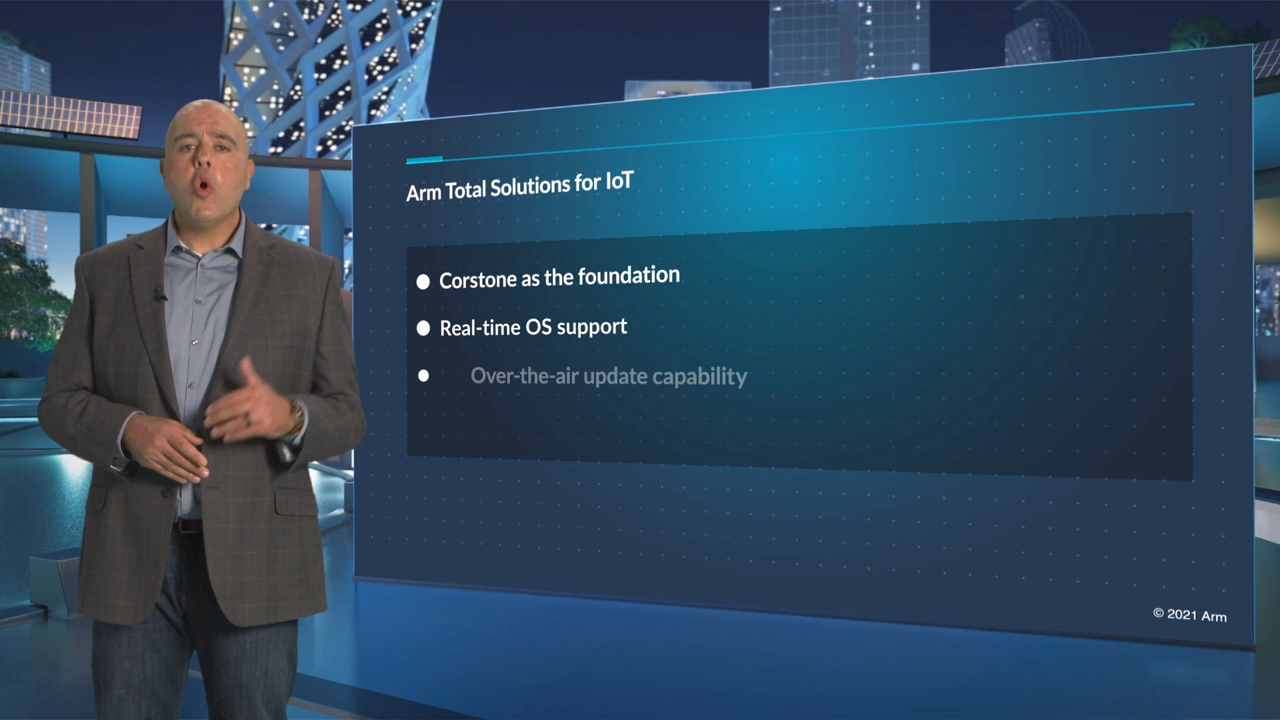 Arm Total Solutions for IoT
Corstone as the foundation
Real-time OS support
Over-the-air update capability
© 2021 Arm